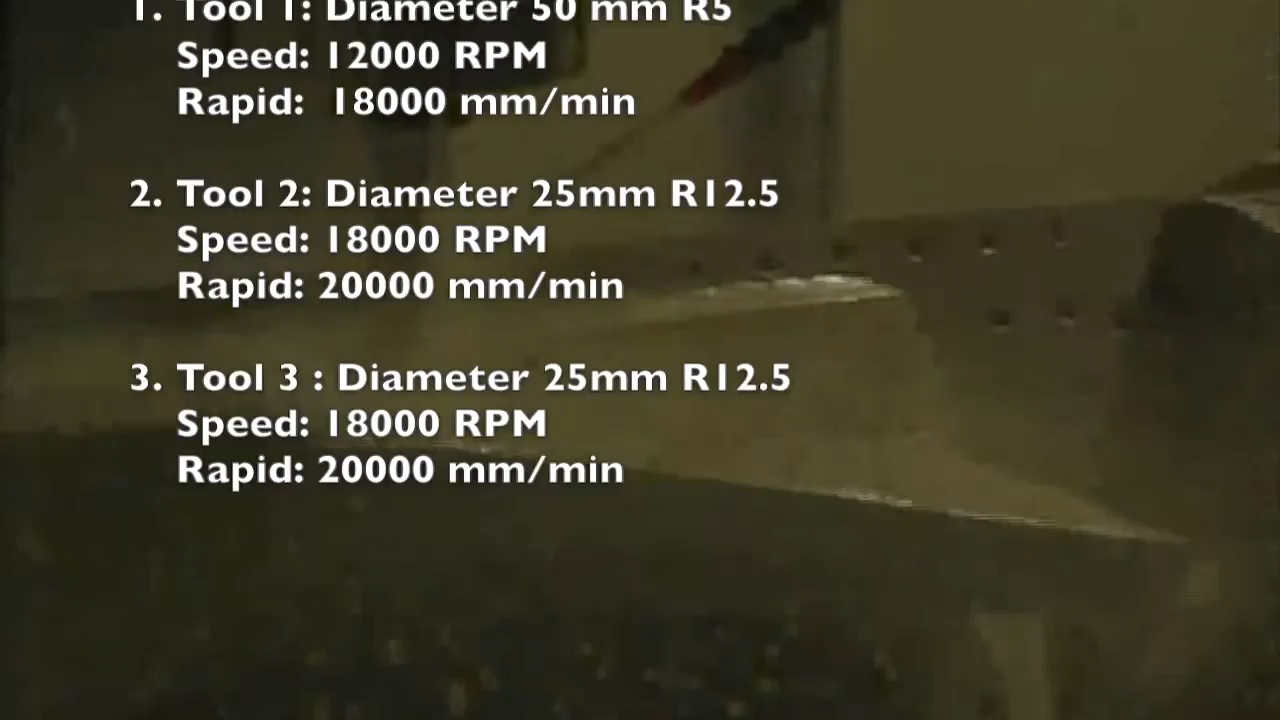 1. Tool 1: Diameter 50 mm R5
Speed: 12000 RPM
Rapid:  18000 mm/min
2. Tool 2: Diameter 25mm R12.5
Speed: 18000 RPM
Rapid: 20000 mm/min
3. Tool 3 : Diameter 25mm R12.5
Speed: 18000 RPM
Rapid: 20000 mm/min